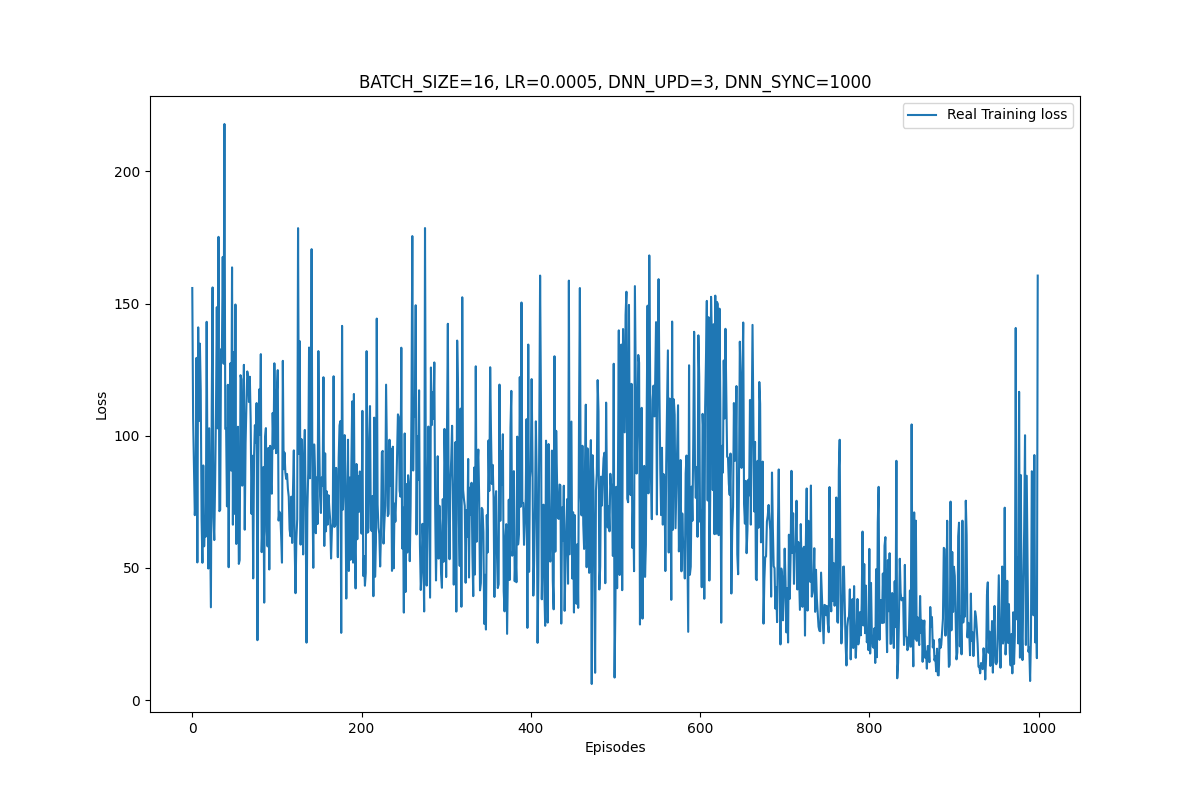 BATCH_SIZE=16, LR=0.0005, DNN_UPD=3, DNN_SYNC=1000
Real Training loss
200
150
100
50
0
Loss
0 200 400 600 800 1000
Episodes